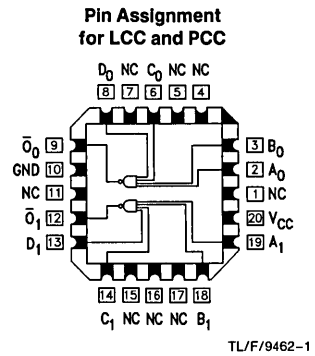 Pin Assignment
for LCC and PCC
D0 NC C0 NC NC
8 7 6 5 4
O̅0 9 3 B0
GND 10 2 A0
NC 11 1 NC
O̅1 12 20 VCC
D1 13 19 A1
14 15 16 17 18
C1 NC NC NC B1
TL/F/9462-1